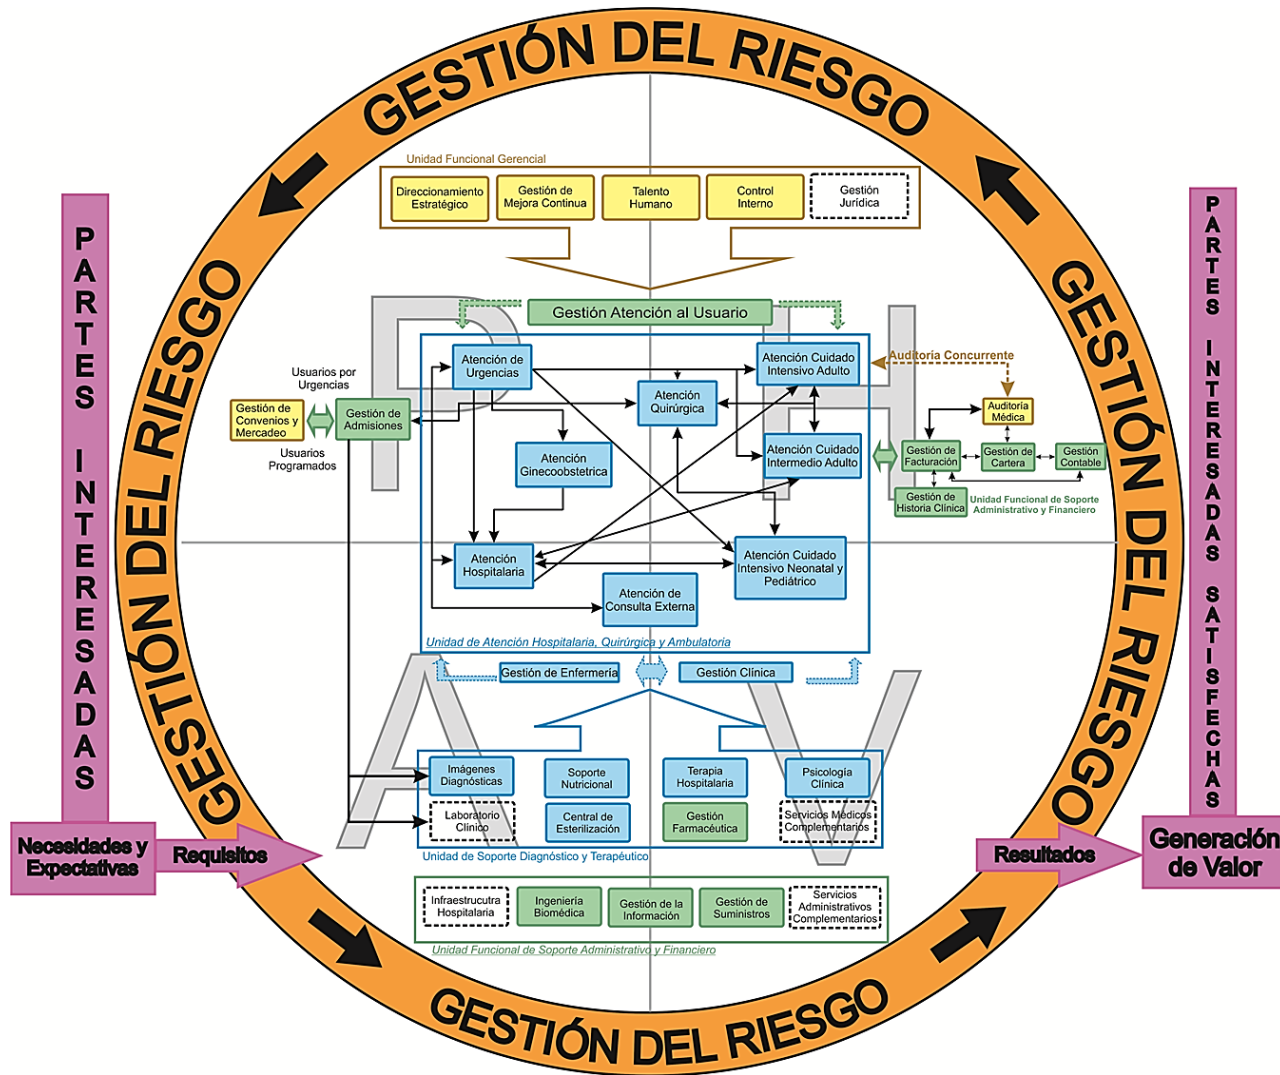 GESTIÓN DEL RIESGO
GESTIÓN DEL RIESGO
GESTIÓN DEL RIESGO
GESTIÓN DEL RIESGO
GESTIÓN DEL RIESGO
PARTES INTERESADAS
Necesidades y
Expectativas
Requisitos
PARTES INTERESADAS SATISFECHAS
Resultados
Generación
de Valor
P
H
A
V
Unidad Funcional Gerencial
Direccionamiento
Estratégico
Gestión de
Mejora Continua
Talento
Humano
Control
Interno
Gestión
Jurídica
Gestión Atención al Usuario
Usuarios por
Urgencias
Gestión de
Convenios y
Mercadeo
Gestión de
Admisiones
Usuarios
Programados
Atención de
Urgencias
Atención
Quirúrgica
Atención Cuidado
Intensivo Adulto
Atención
Ginecoobstetrica
Atención Cuidado
Intermedio Adulto
Atención
Hospitalaria
Atención Cuidado
Intensivo Neonatal y
Pediátrico
Atención de
Consulta Externa
Unidad de Atención Hospitalaria, Quirúrgica y Ambulatoria
Auditoría Concurrente
Auditoría
Médica
Gestión de
Facturación
Gestión de
Cartera
Gestión
Contable
Gestión de
Historia Clínica
Unidad Funcional de Soporte
Administrativo y Financiero
Gestión de Enfermería
Gestión Clínica
Imágenes
Diagnósticas
Soporte
Nutricional
Terapia
Hospitalaria
Psicología
Clínica
Laboratorio
Clínico
Central de
Esterilización
Gestión
Farmacéutica
Servicios Médicos
Complementarios
Unidad de Soporte Diagnóstico y Terapéutico
Infraestrucutra
Hospitalaria
Ingeniería
Biomédica
Gestión de la
Información
Gestión de
Suministros
Servicios
Administrativos
Complementarios
Unidad Funcional de Soporte Administrativo y Financiero